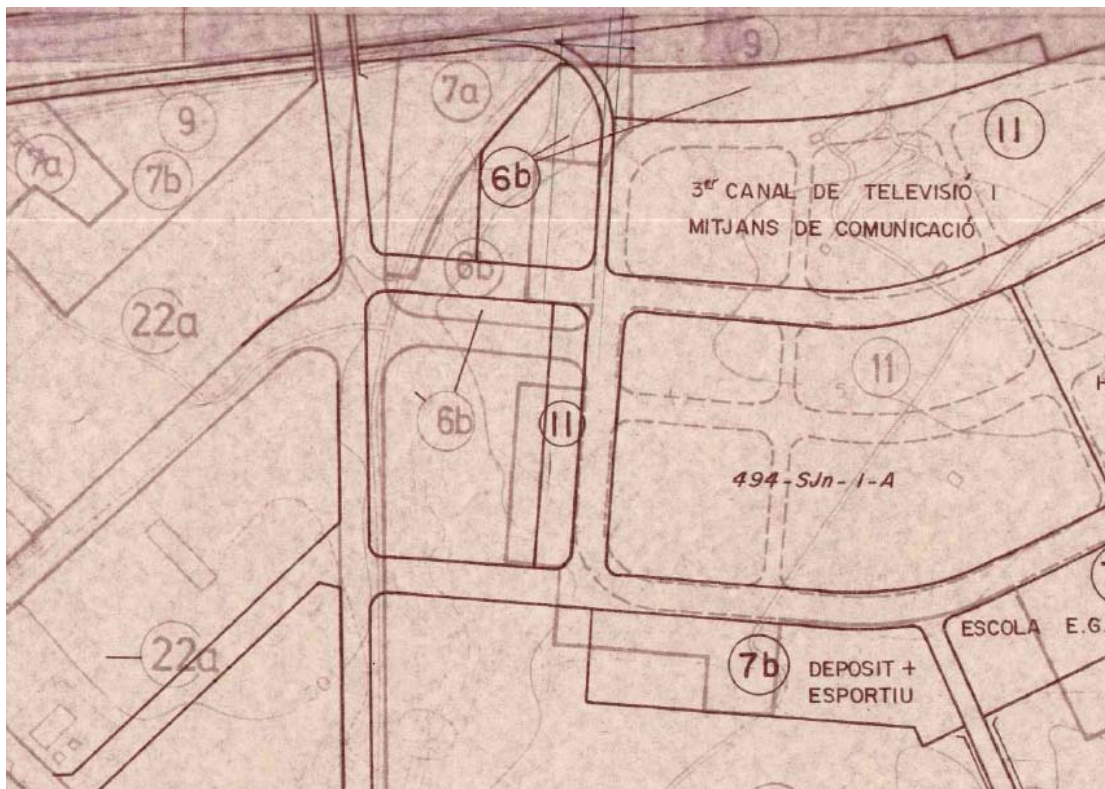 9
7a
9
7a
7b
11
6b
3er CANAL DE TELEVISIÓ I
MITJANS DE COMUNICACIÓ
6b
22a
11
6b
11
494-SJn-1-A
22a
7b
DEPOSIT +
ESPORTIU
ESCOLA E.G.